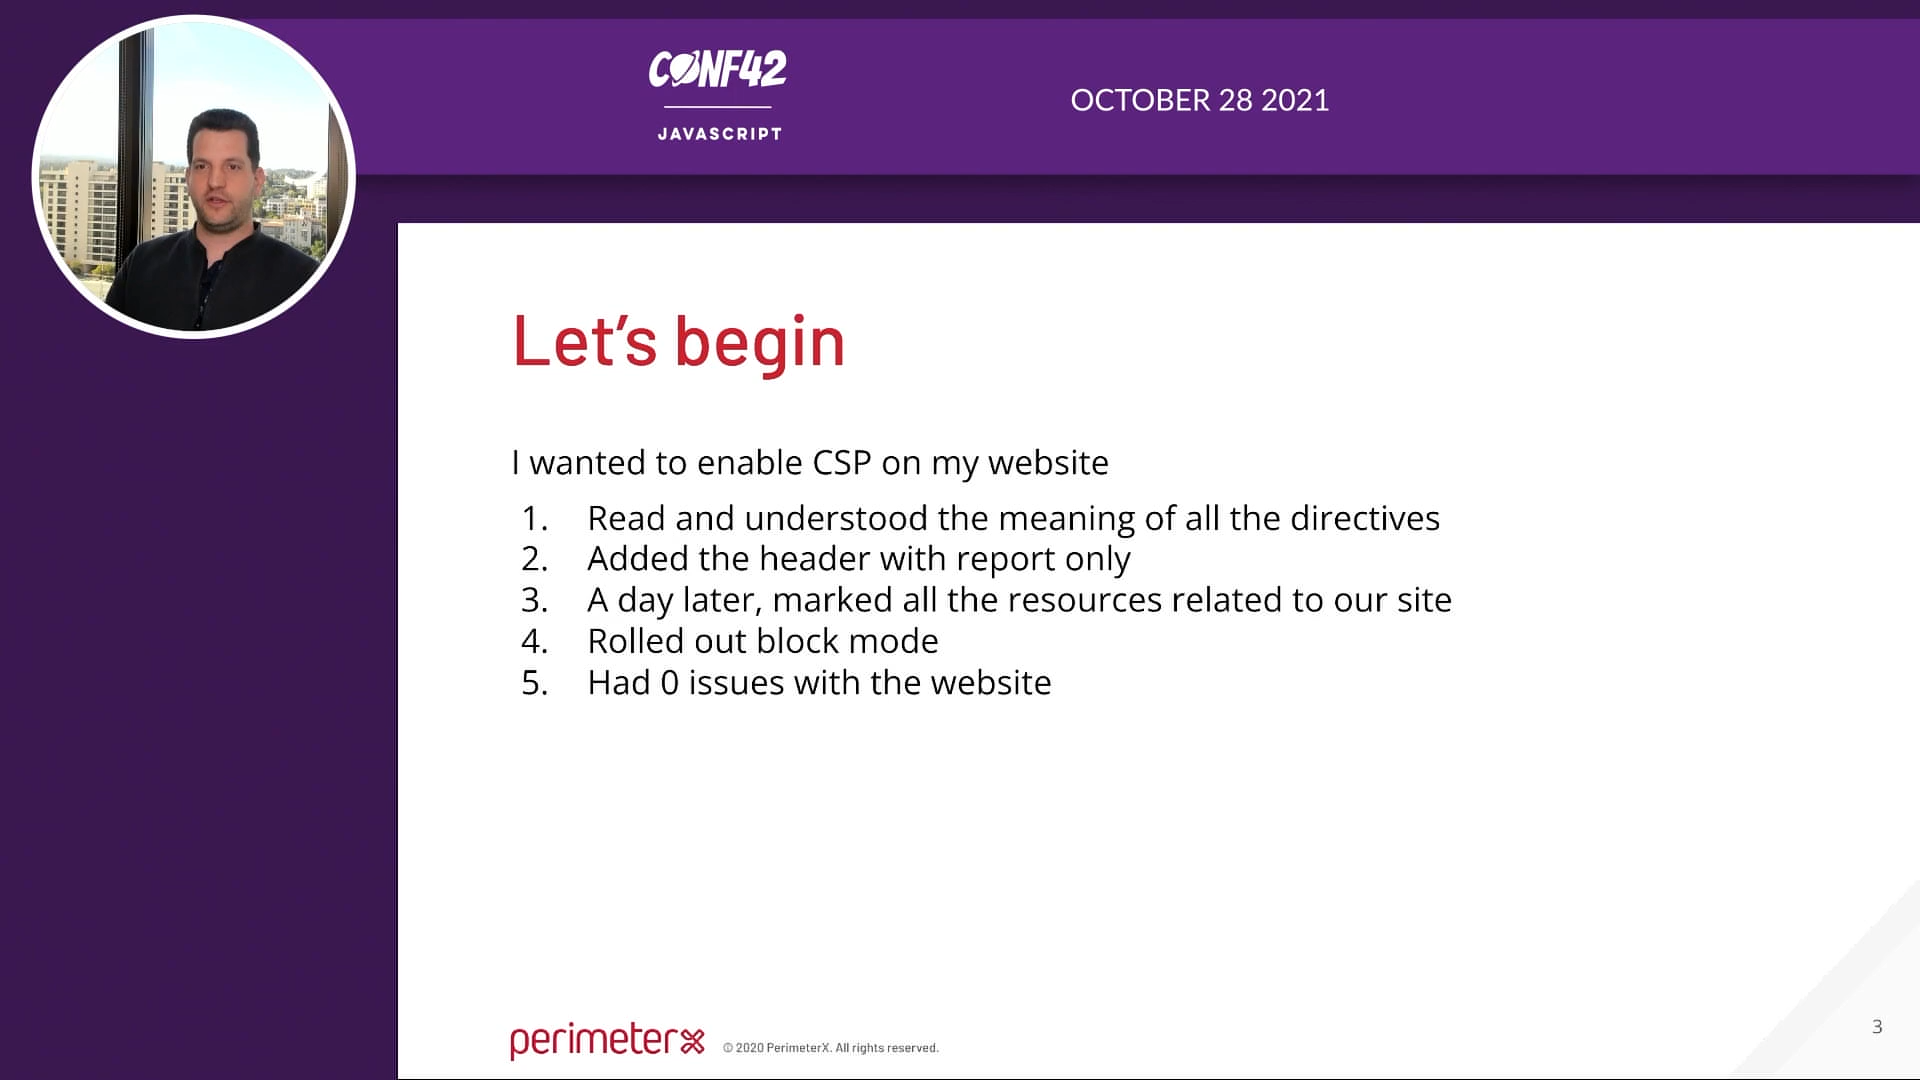 CONF42
JAVASCRIPT
OCTOBER 28 2021
Let's begin
I wanted to enable CSP on my website
1. Read and understood the meaning of all the directives
2. Added the header with report only
3. A day later, marked all the resources related to our site
4. Rolled out block mode
5. Had 0 issues with the website
perimeterx
© 2020 PerimeterX. All rights reserved.
3